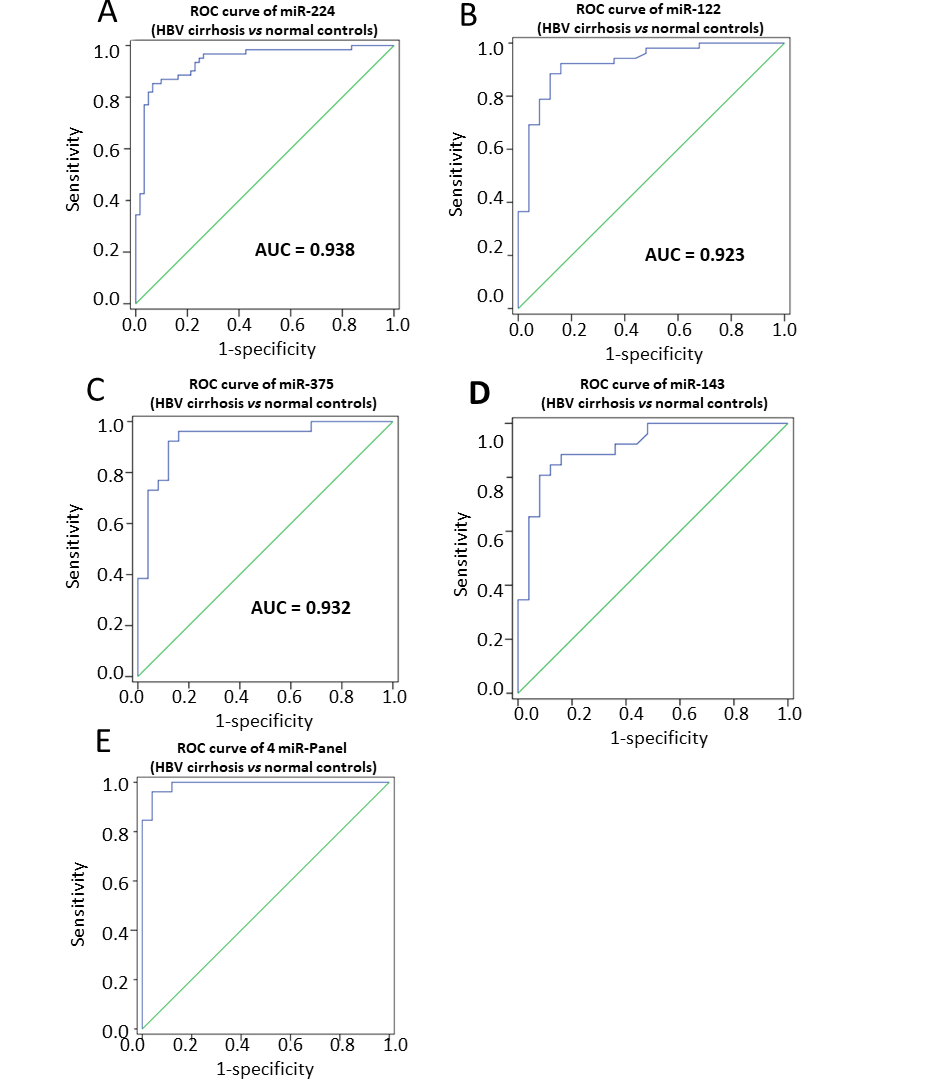 A
ROC curve of miR-224
(HBV cirrhosis vs normal controls)
1.0
0.8
0.6
0.4
0.2
0.0
Sensitivity
AUC = 0.938
0.0 0.2 0.4 0.6 0.8 1.0
1-specificity
B
ROC curve of miR-122
(HBV cirrhosis vs normal controls)
1.0
0.8
0.6
0.4
0.2
0.0
Sensitivity
AUC = 0.923
0.0 0.2 0.4 0.6 0.8 1.0
1-specificity
C
ROC curve of miR-375
(HBV cirrhosis vs normal controls)
1.0
0.8
0.6
0.4
0.2
0.0
Sensitivity
AUC = 0.932
0.0 0.2 0.4 0.6 0.8 1.0
1-specificity
D
ROC curve of miR-143
(HBV cirrhosis vs normal controls)
1.0
0.8
0.6
0.4
0.2
0.0
Sensitivity
0.0 0.2 0.4 0.6 0.8 1.0
1-specificity
E
ROC curve of 4 miR-Panel
(HBV cirrhosis vs normal controls)
1.0
0.8
0.6
0.4
0.2
0.0
Sensitivity
0.0 0.2 0.4 0.6 0.8 1.0
1-specificity